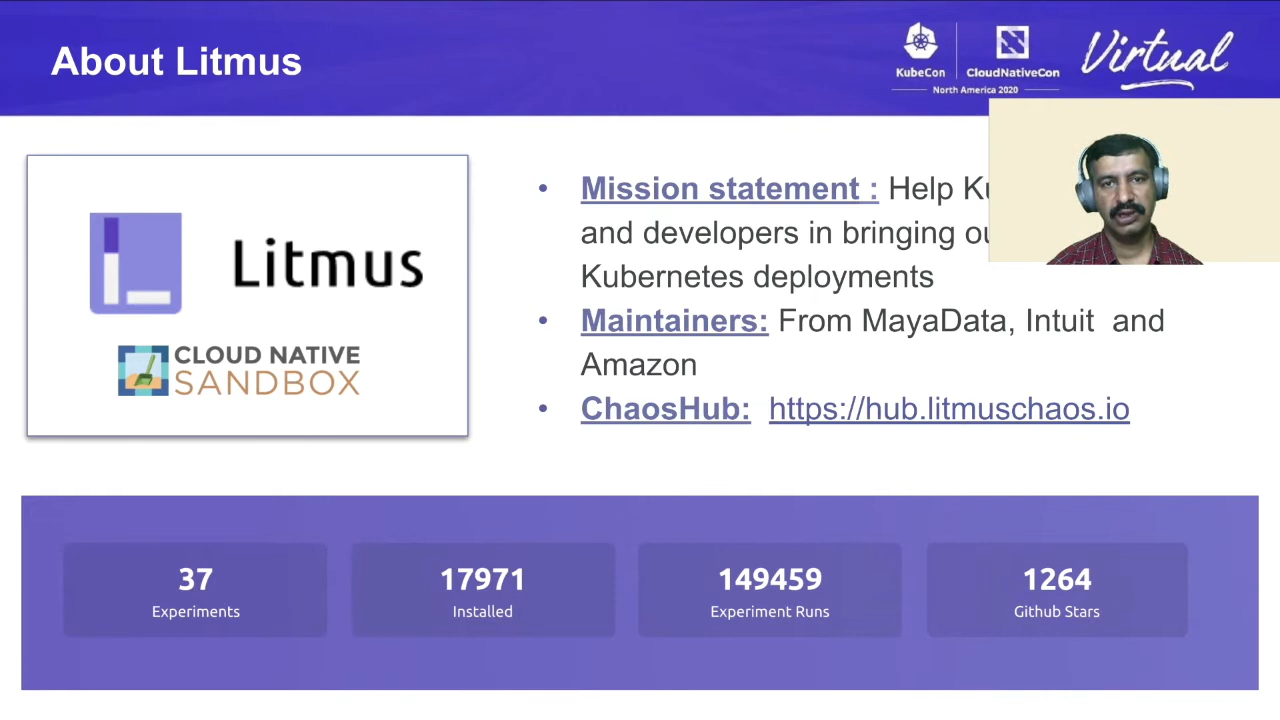 About Litmus
KubeCon
CloudNativeCon
North America 2020
Virtual
Litmus
CLOUD NATIVE
SANDBOX
• Mission statement : Help
and developers in bringing
Kubernetes deployments
• Maintainers: From MayaData, Intuit and
Amazon
• ChaosHub: https://hub.litmuschaos.io
37
Experiments
17971
Installed
149459
Experiment Runs
1264
Github Stars